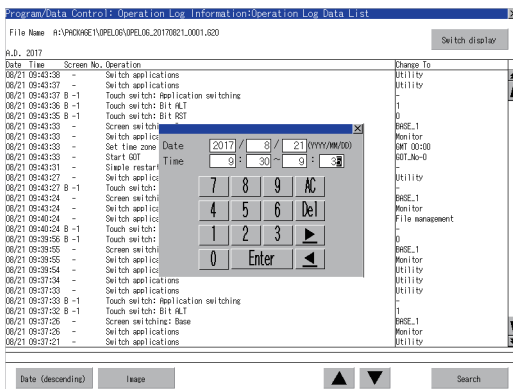 Program/Data Control: Operation Log Information:Operation Log Data List
File Name A:\PACKAGE1\OPELOG\OPELOG_20170821_0001.G2O
Switch display
A.D. 2017
Date Time Screen No. Operation Change To
08/21 09:43:38 - Switch applications Utility
08/21 09:43:37 - Switch applications Utility
08/21 09:43:37 B -1 Touch switch: Application switching -
08/21 09:43:36 B -1 Touch switch: Bit ALT 1
08/21 09:43:35 B -1 Touch switch: Bit RST 0
08/21 09:43:33 - Screen switchi BASE_1
08/21 09:43:33 - Switch applica Monitor
08/21 09:43:33 - Set time zone GMT 00:00
08/21 09:43:33 - Start GOT GOT_No-0
08/21 09:43:31 - Simple restart -
08/21 09:43:27 - Switch applica Utility
08/21 09:43:27 B -1 Touch switch: -
08/21 09:43:24 - Screen switchi BASE_1
08/21 09:43:24 - Switch applica Monitor
08/21 09:40:24 - Switch applica File management
08/21 09:40:24 B -1 Touch switch: -
08/21 09:39:56 B -1 Touch switch: 0
08/21 09:39:55 - Screen switchi BASE_1
08/21 09:39:55 - Switch applica Monitor
08/21 09:39:54 - Switch applica Utility
08/21 09:37:34 - Switch applications Utility
08/21 09:37:33 - Switch applications Utility
08/21 09:37:33 B -1 Touch switch: Application switching -
08/21 09:37:32 B -1 Touch switch: Bit ALT 1
08/21 09:37:26 - Screen switching: Base BASE_1
08/21 09:37:26 - Switch applications Monitor
08/21 09:37:21 - Switch applications Utility
Date 2017 / 8 / 21 (YYYY/MM/DD)
Time 9 : 30 ~ 9 : 3
7 8 9 AC
4 5 6 Del
1 2 3
0 Enter
Date (descending) Image Search